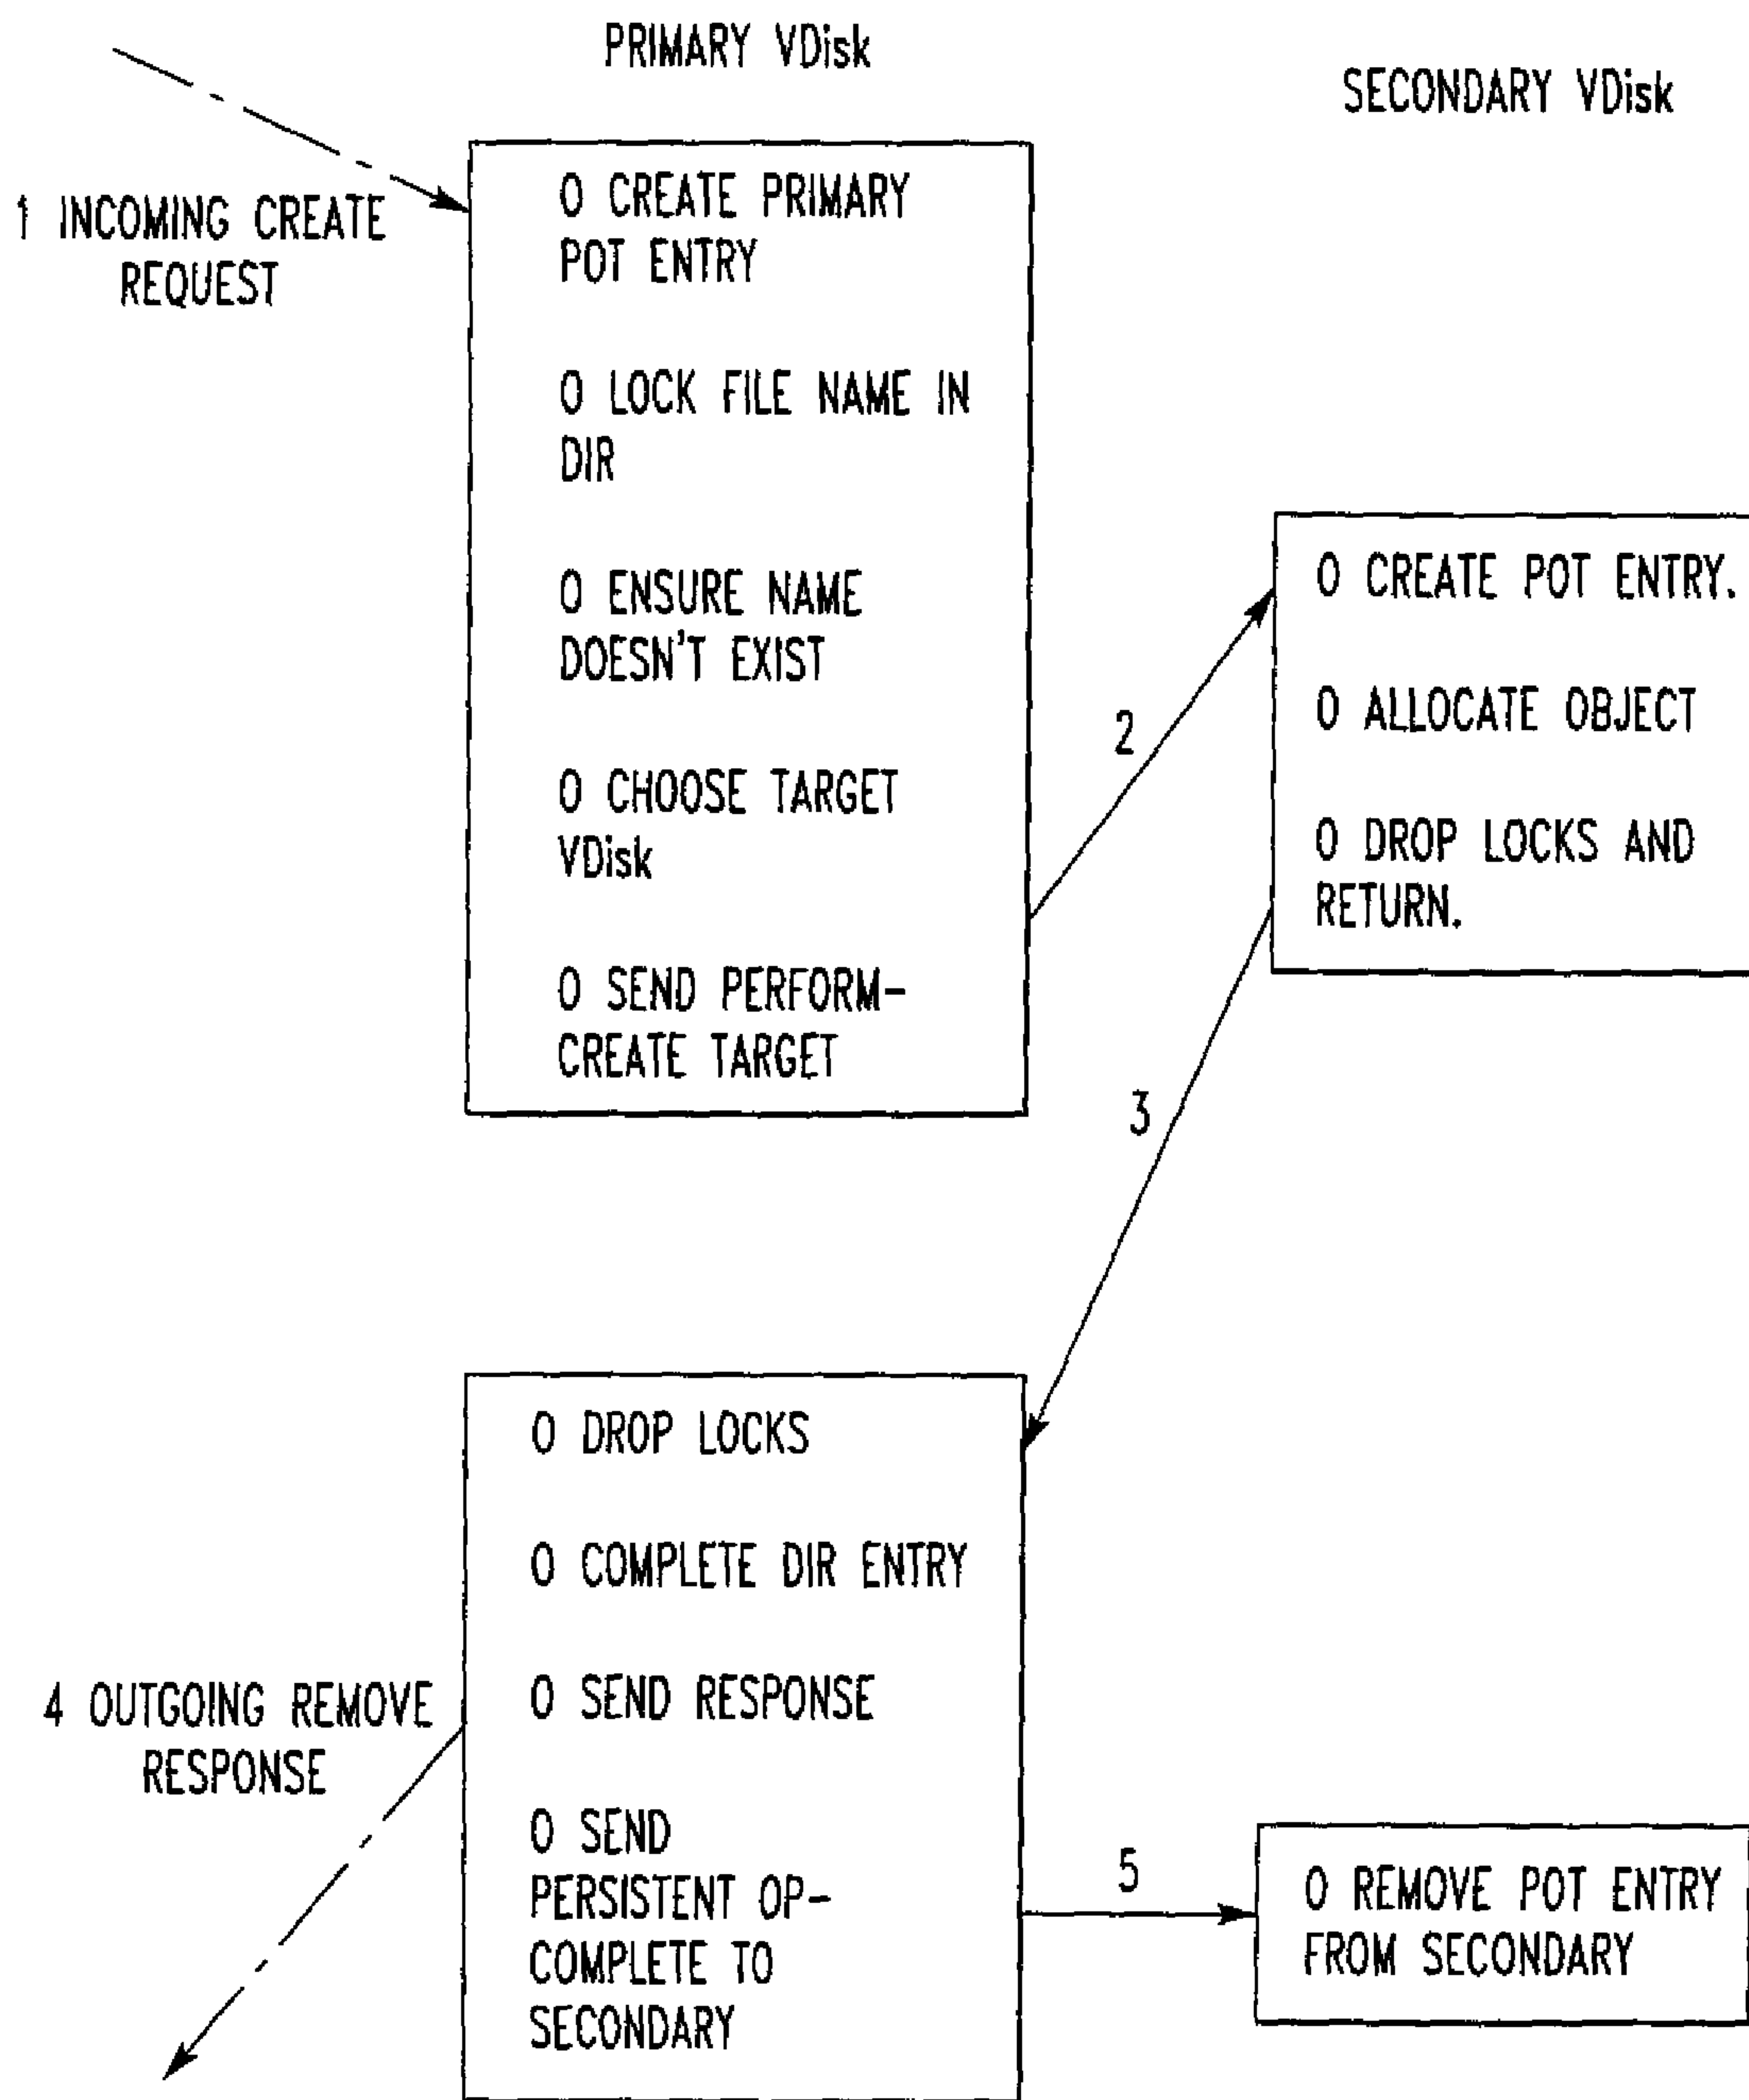 PRIMARY VDisk
SECONDARY VDisk
1 INCOMING CREATE
REQUEST
O CREATE PRIMARY
POT ENTRY
O LOCK FILE NAME IN
DIR
O ENSURE NAME
DOESN'T EXIST
O CHOOSE TARGET
VDisk
O SEND PERFORM-
CREATE TARGET
2
O CREATE POT ENTRY.
O ALLOCATE OBJECT
O DROP LOCKS AND
RETURN.
3
O DROP LOCKS
O COMPLETE DIR ENTRY
O SEND RESPONSE
O SEND
PERSISTENT OP-
COMPLETE TO
SECONDARY
4 OUTGOING REMOVE
RESPONSE
5
O REMOVE POT ENTRY
FROM SECONDARY